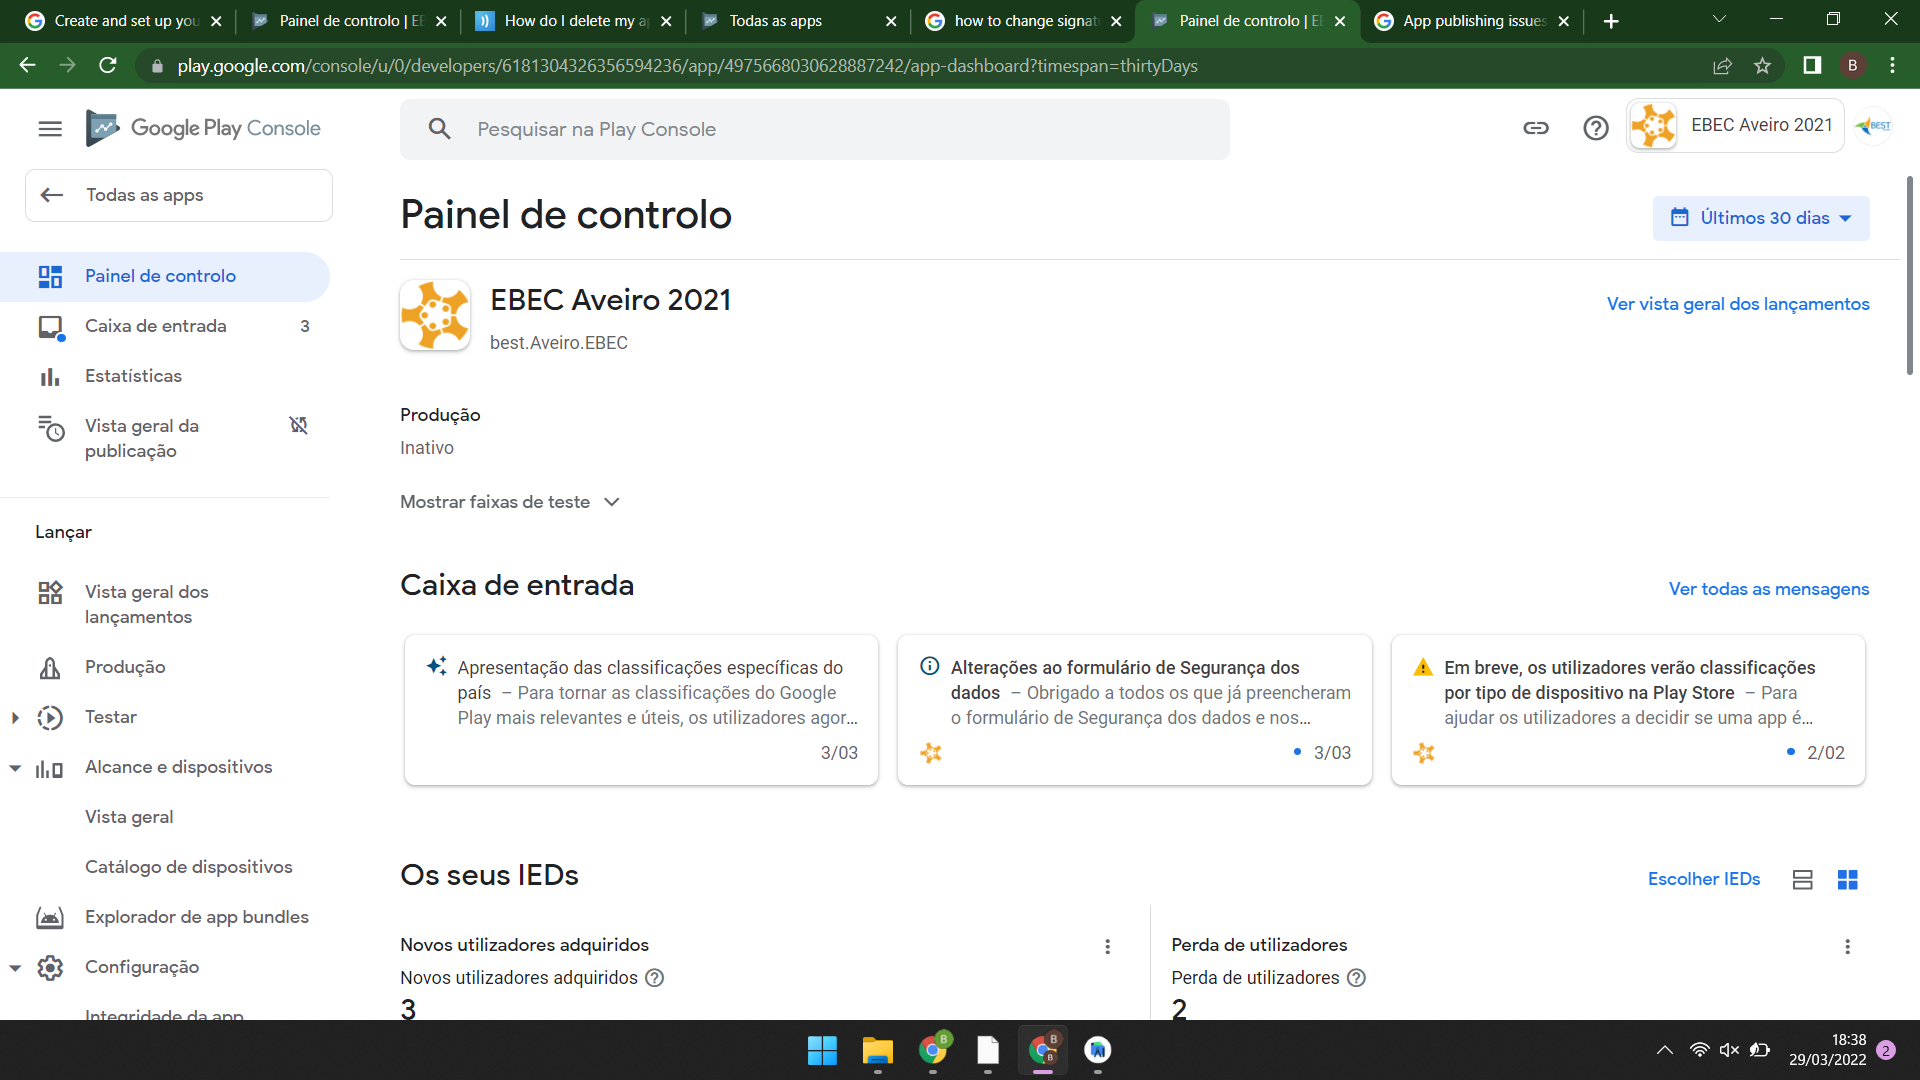 Create and set up you
Painel de controlo | EB
How do I delete my ap
Todas as apps
how to change signat
Painel de controlo | EB
App publishing issues
play.google.com/console/u/0/developers/6181304326356594236/app/4975668030628887242/app-dashboard?timespan=thirtyDays
B
Google Play Console
Pesquisar na Play Console
EBEC Aveiro 2021
BEST
Todas as apps
Painel de controlo
Últimos 30 dias
Painel de controlo
Caixa de entrada 3
Estatísticas
Vista geral da
publicação
Lançar
Vista geral dos
lançamentos
Produção
Testar
Alcance e dispositivos
Vista geral
Catálogo de dispositivos
Explorador de app bundles
Configuração
Integridade da app
EBEC Aveiro 2021
best.Aveiro.EBEC
Ver vista geral dos lançamentos
Produção
Inativo
Mostrar faixas de teste
Caixa de entrada
Ver todas as mensagens
Apresentação das classificações específicas do
país – Para tornar as classificações do Google
Play mais relevantes e úteis, os utilizadores agor...
3/03
Alterações ao formulário de Segurança dos
dados – Obrigado a todos os que já preencheram
o formulário de Segurança dos dados e nos...
3/03
Em breve, os utilizadores verão classificações
por tipo de dispositivo na Play Store – Para
ajudar os utilizadores a decidir se uma app é...
2/02
Os seus IEDs
Escolher IEDs
Novos utilizadores adquiridos
Novos utilizadores adquiridos
3
Perda de utilizadores
Perda de utilizadores
2
B
B
B
18:38
29/03/2022
2